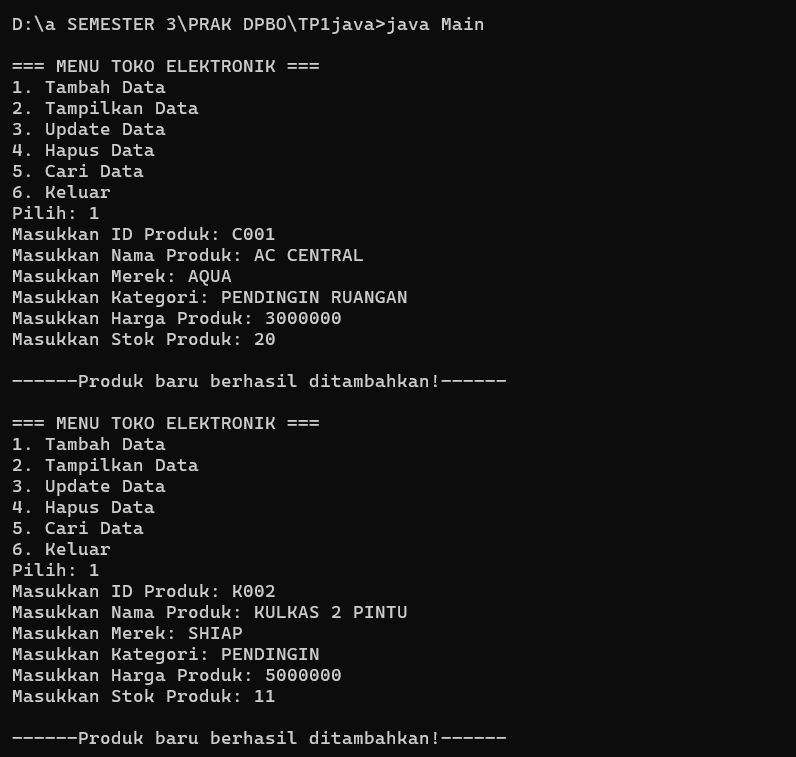 D:\a SEMESTER 3\PRAK DPBO\TP1java>java Main
=== MENU TOKO ELEKTRONIK ===
1. Tambah Data
2. Tampilkan Data
3. Update Data
4. Hapus Data
5. Cari Data
6. Keluar
Pilih: 1
Masukkan ID Produk: C001
Masukkan Nama Produk: AC CENTRAL
Masukkan Merek: AQUA
Masukkan Kategori: PENDINGIN RUANGAN
Masukkan Harga Produk: 3000000
Masukkan Stok Produk: 20
------Produk baru berhasil ditambahkan!------
=== MENU TOKO ELEKTRONIK ===
1. Tambah Data
2. Tampilkan Data
3. Update Data
4. Hapus Data
5. Cari Data
6. Keluar
Pilih: 1
Masukkan ID Produk: K002
Masukkan Nama Produk: KULKAS 2 PINTU
Masukkan Merek: SHIAP
Masukkan Kategori: PENDINGIN
Masukkan Harga Produk: 5000000
Masukkan Stok Produk: 11
------Produk baru berhasil ditambahkan!------